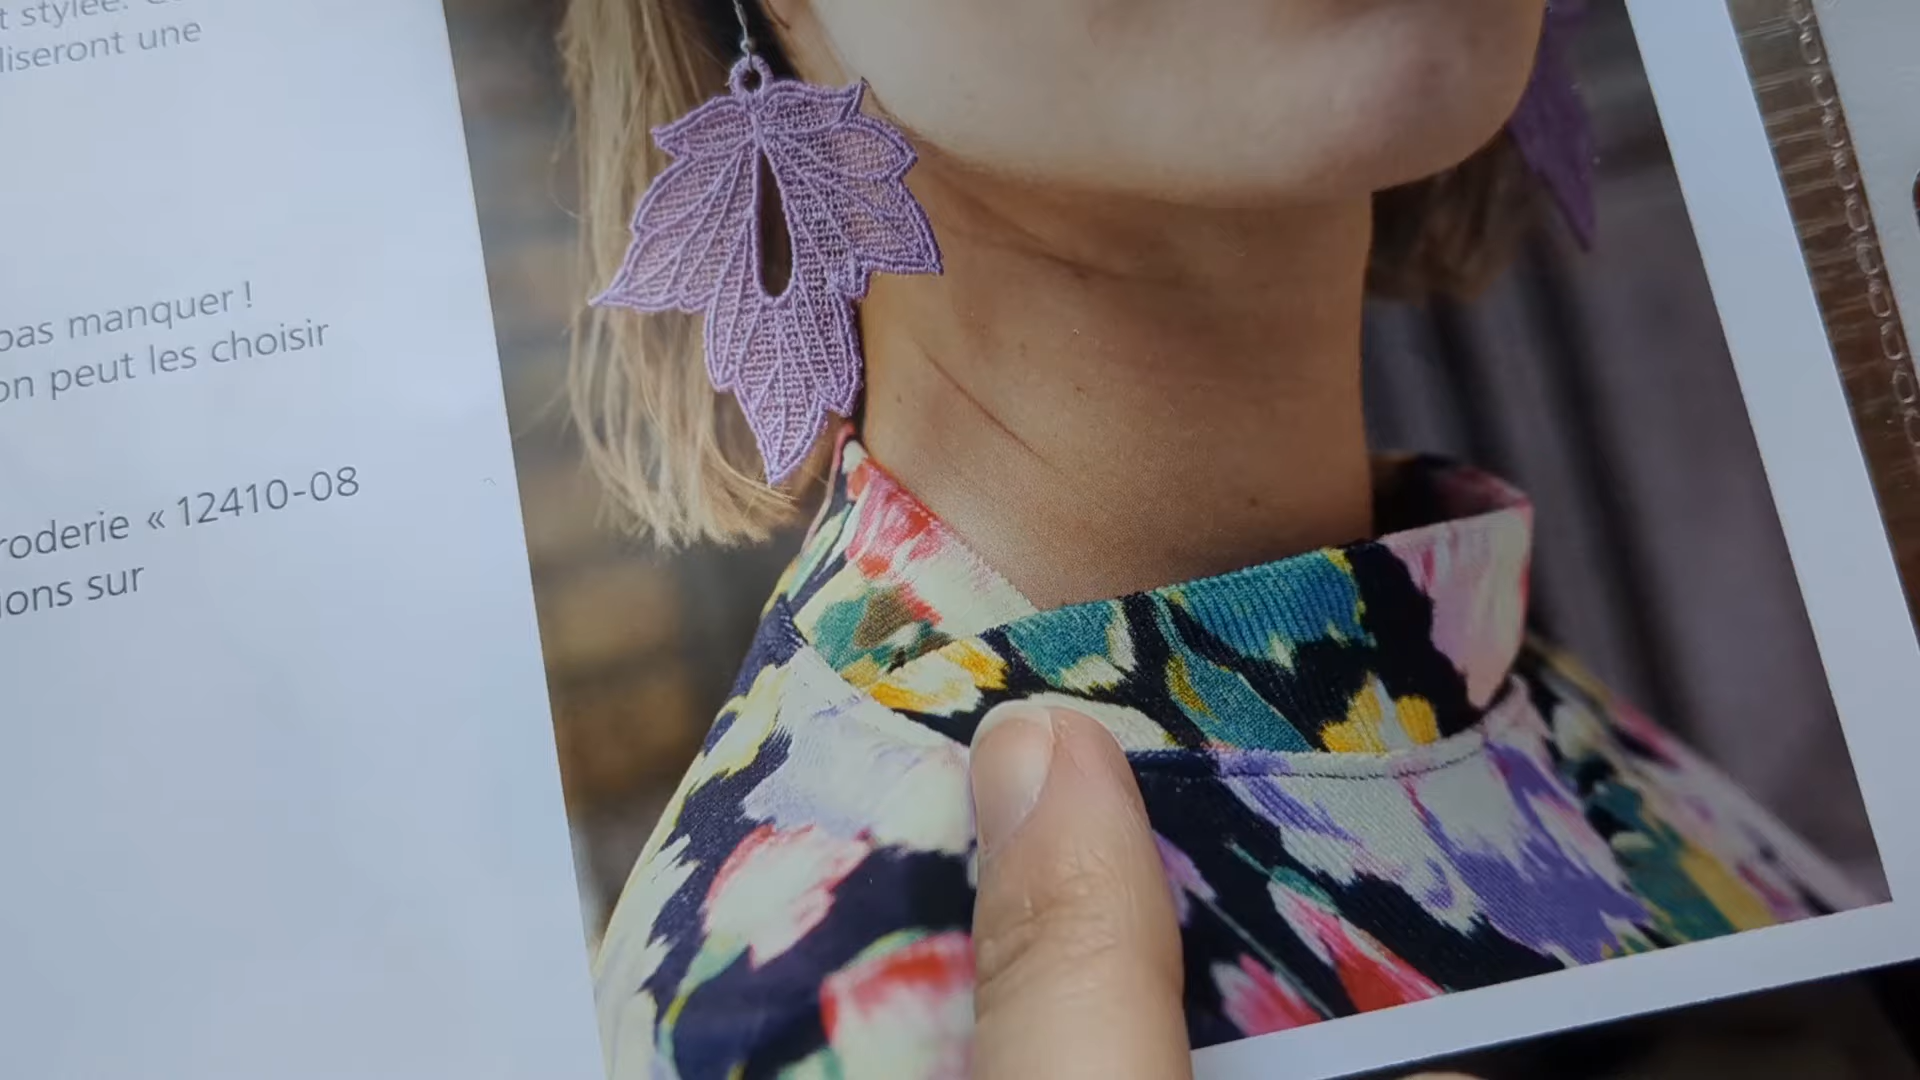 t stylée.
liseront une
pas manquer !
on peut les choisir
roderie « 12410-08
ions sur